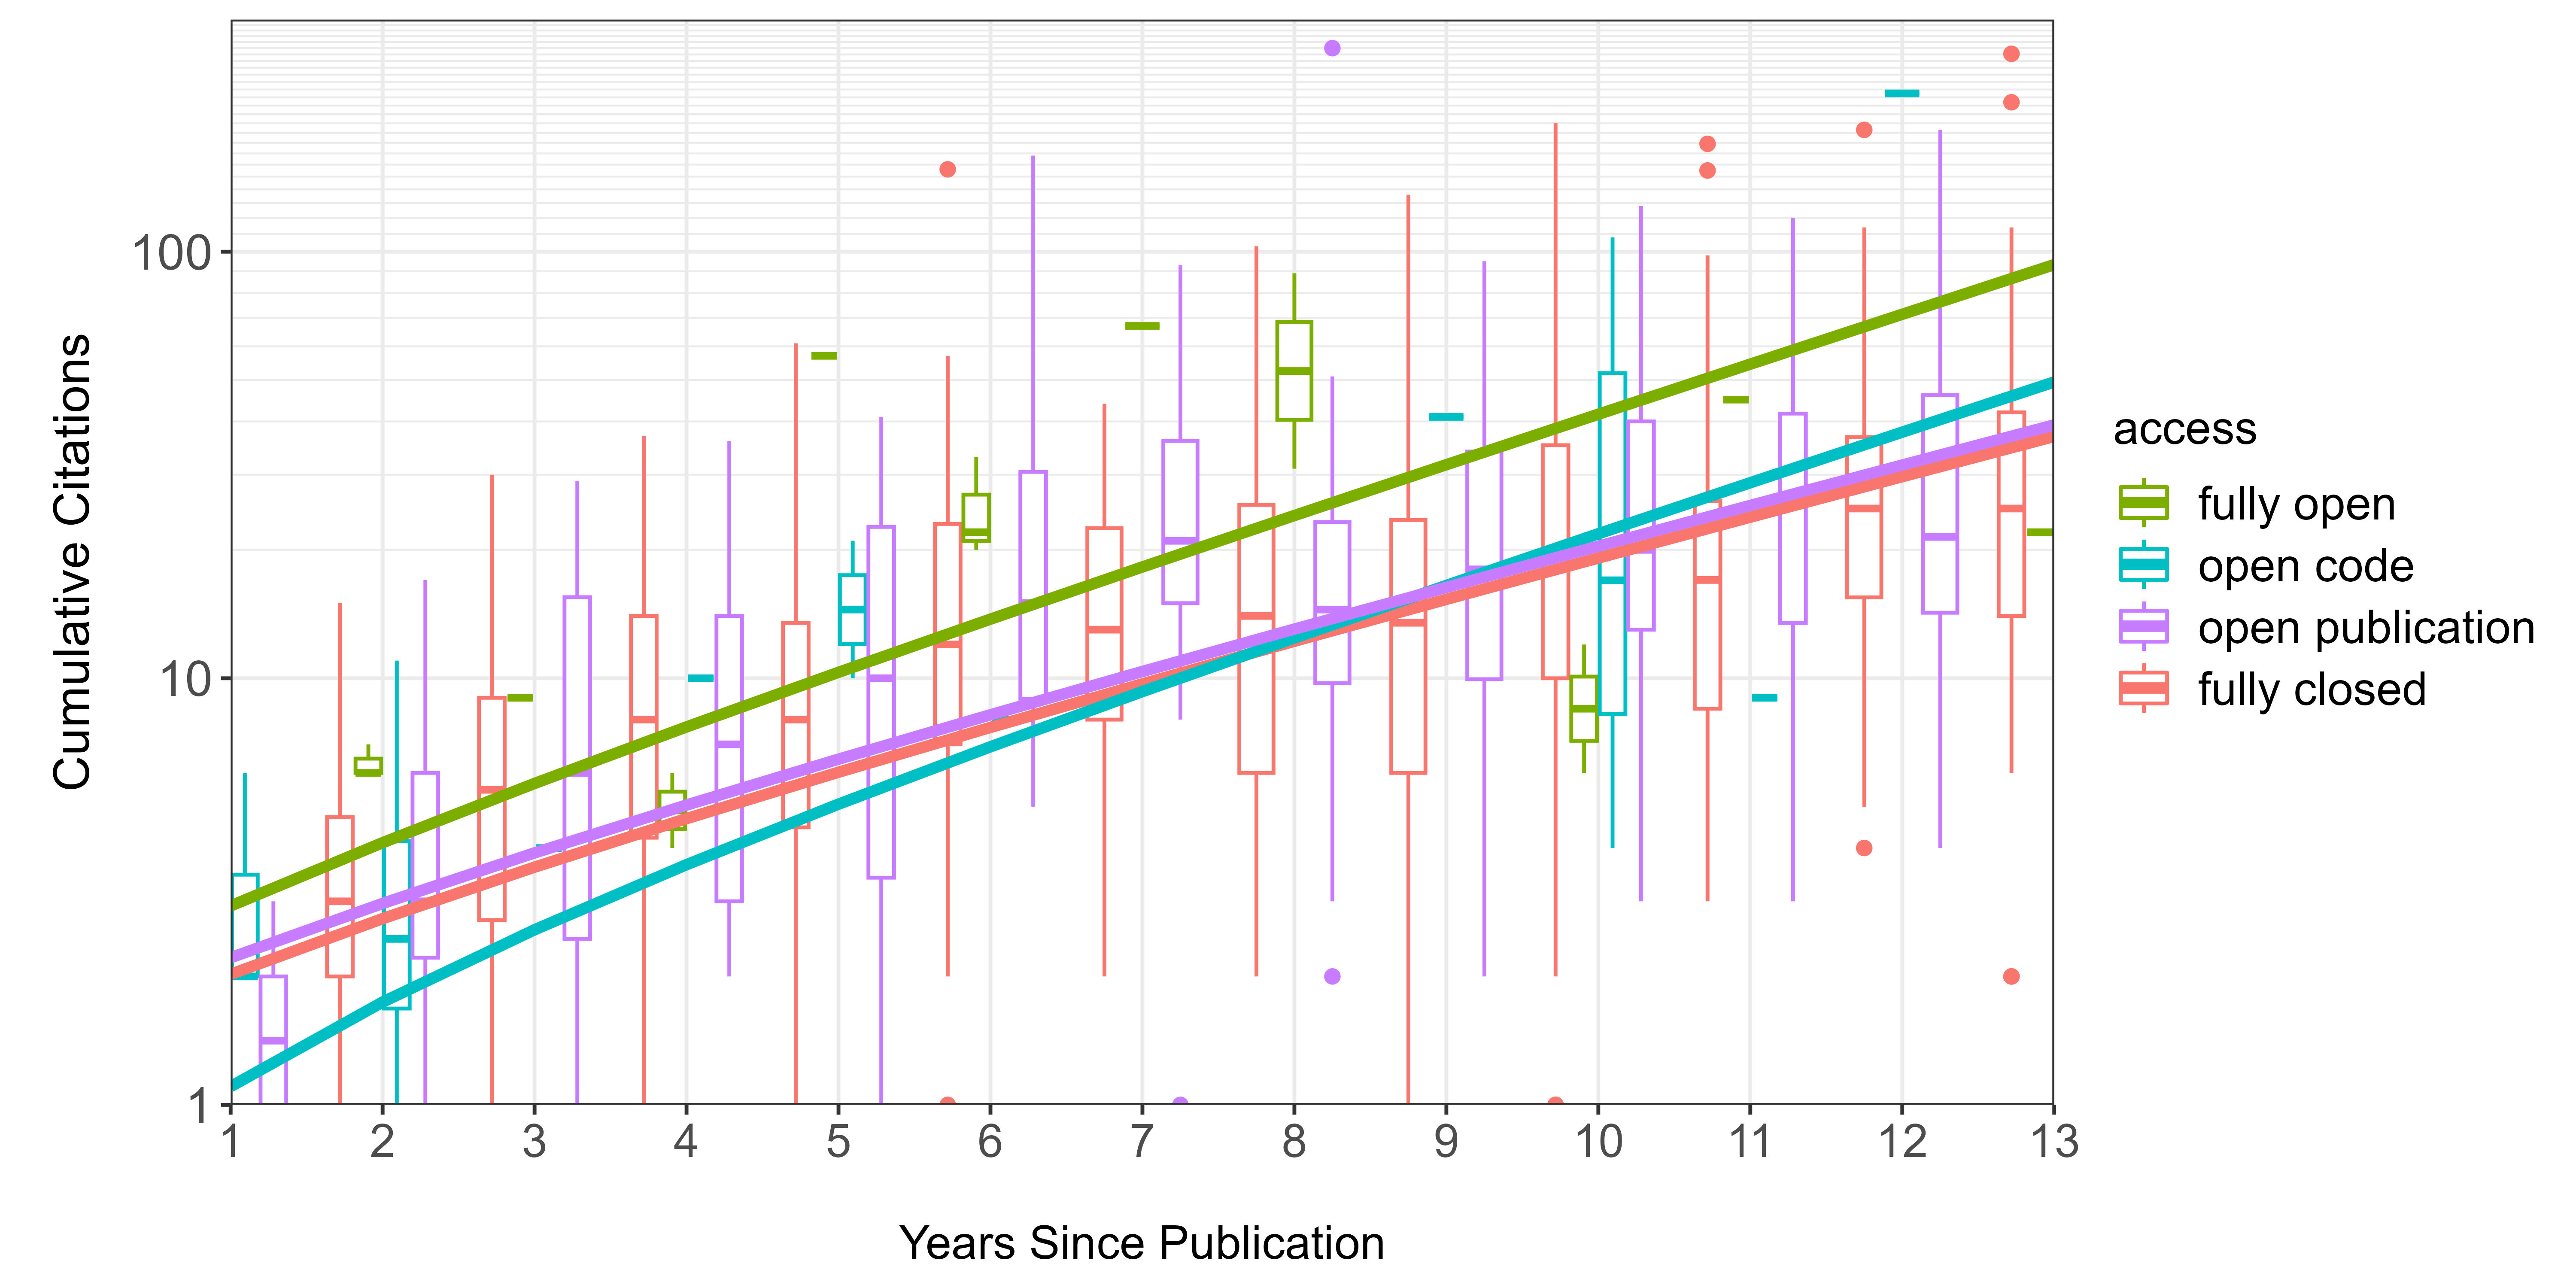 Cumulative Citations
100
10
1
1 2 3 4 5 6 7 8 9 10 11 12 13
Years Since Publication
access
fully open
open code
open publication
fully closed